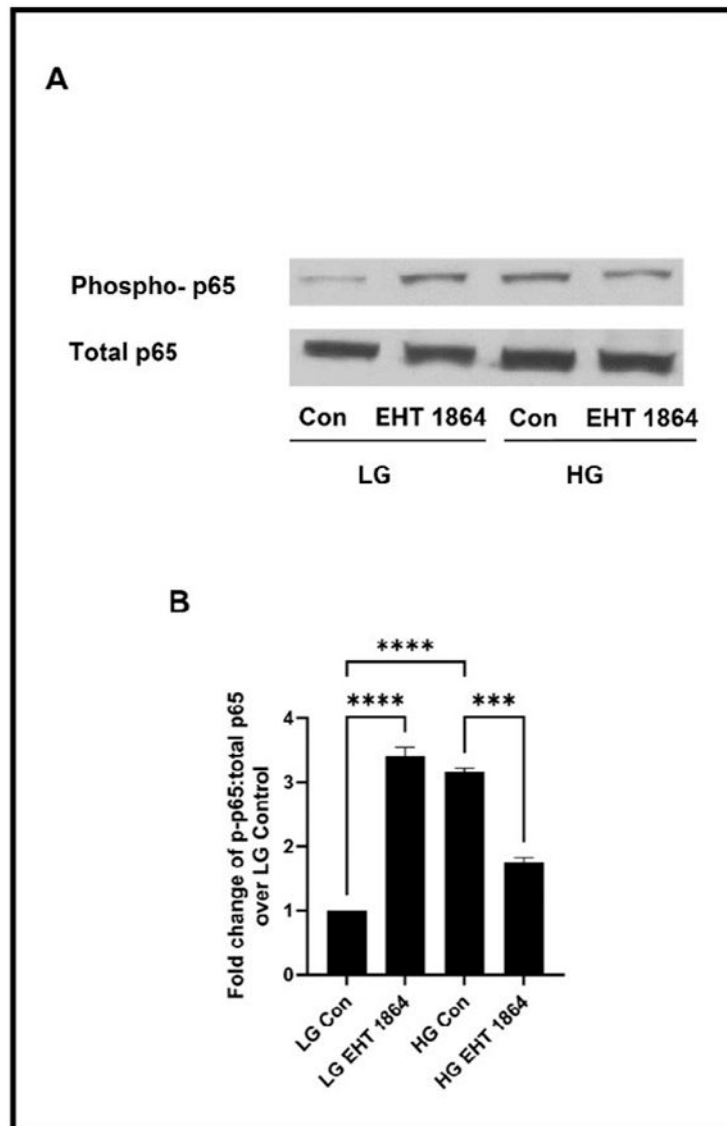 A
Phospho- p65
Total p65
Con EHT 1864 Con EHT 1864
LG HG
B
****
**** ***
Fold change of p-p65:total p65
over LG Control
4
3
2
1
0
LG Con
LG EHT 1864
HG Con
HG EHT 1864